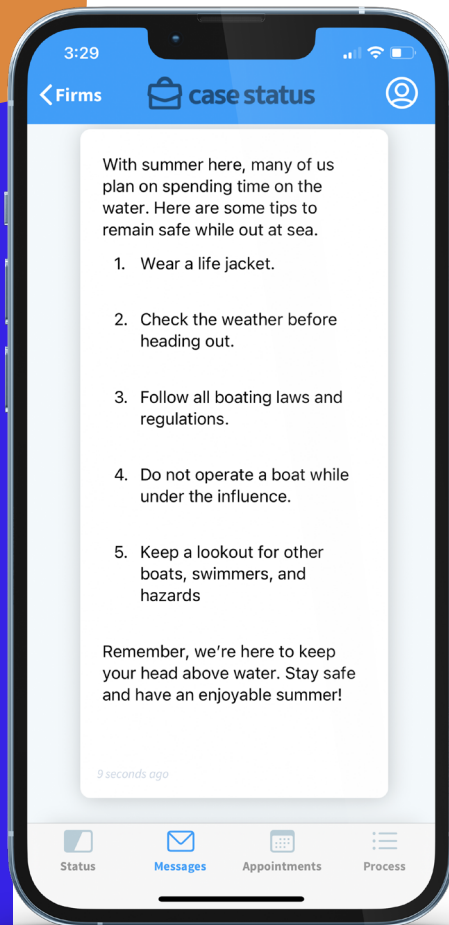 3:29
Firms
case status
With summer here, many of us
plan on spending time on the
water. Here are some tips to
remain safe while out at sea.
1. Wear a life jacket.
2. Check the weather before
heading out.
3. Follow all boating laws and
regulations.
4. Do not operate a boat while
under the influence.
5. Keep a lookout for other
boats, swimmers, and
hazards
Remember, we’re here to keep
your head above water. Stay safe
and have an enjoyable summer!
9 seconds ago
Status Messages Appointments Process